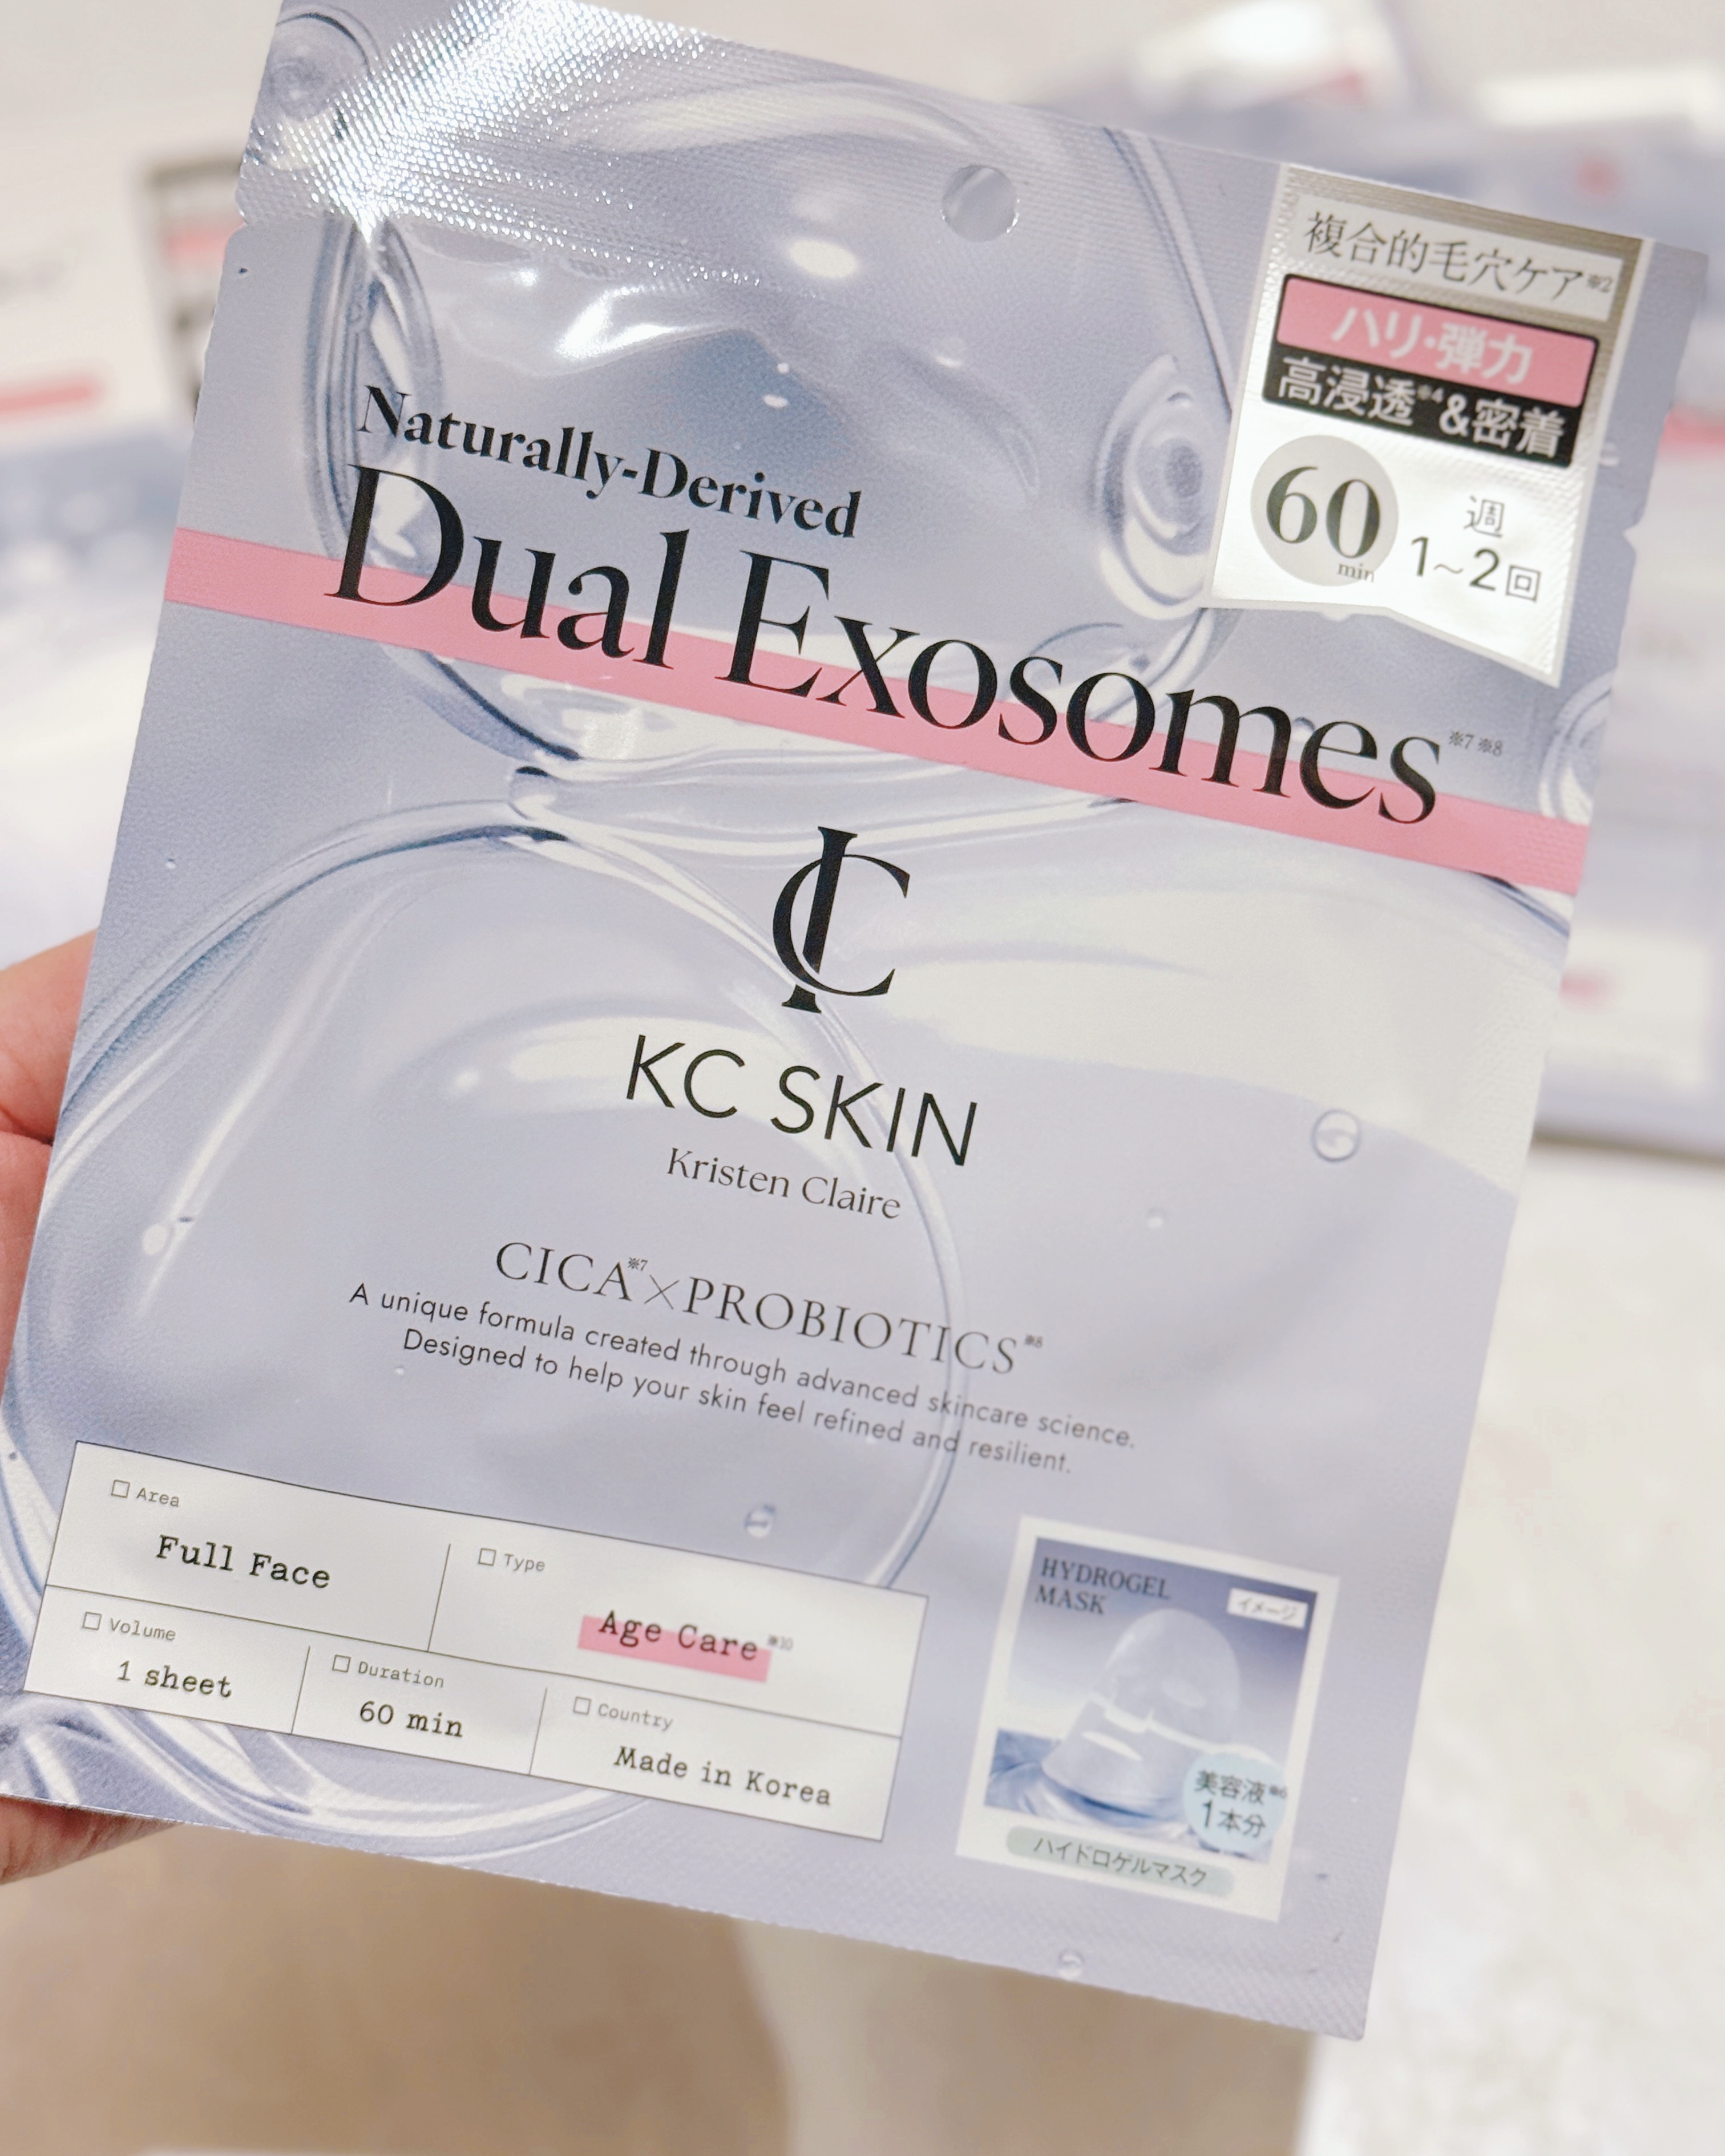 複合的毛穴ケア※2
ハリ・弾力
高浸透※4&密着
60 min
週
1~2回
Naturally-Derived
Dual Exosomes※7 ※8
KC SKIN
Kristen Claire
CICA※7×PROBIOTICS※8
A unique formula created through advanced skincare science.
Designed to help your skin feel refined and resilient.
□ Area
Full Face
□ Type
Age Care※10
□ Volume
1 sheet
□ Duration
60 min
□ Country
Made in Korea
HYDROGEL
MASK
イメージ
美容液※6
1本分
ハイドロゲルマスク